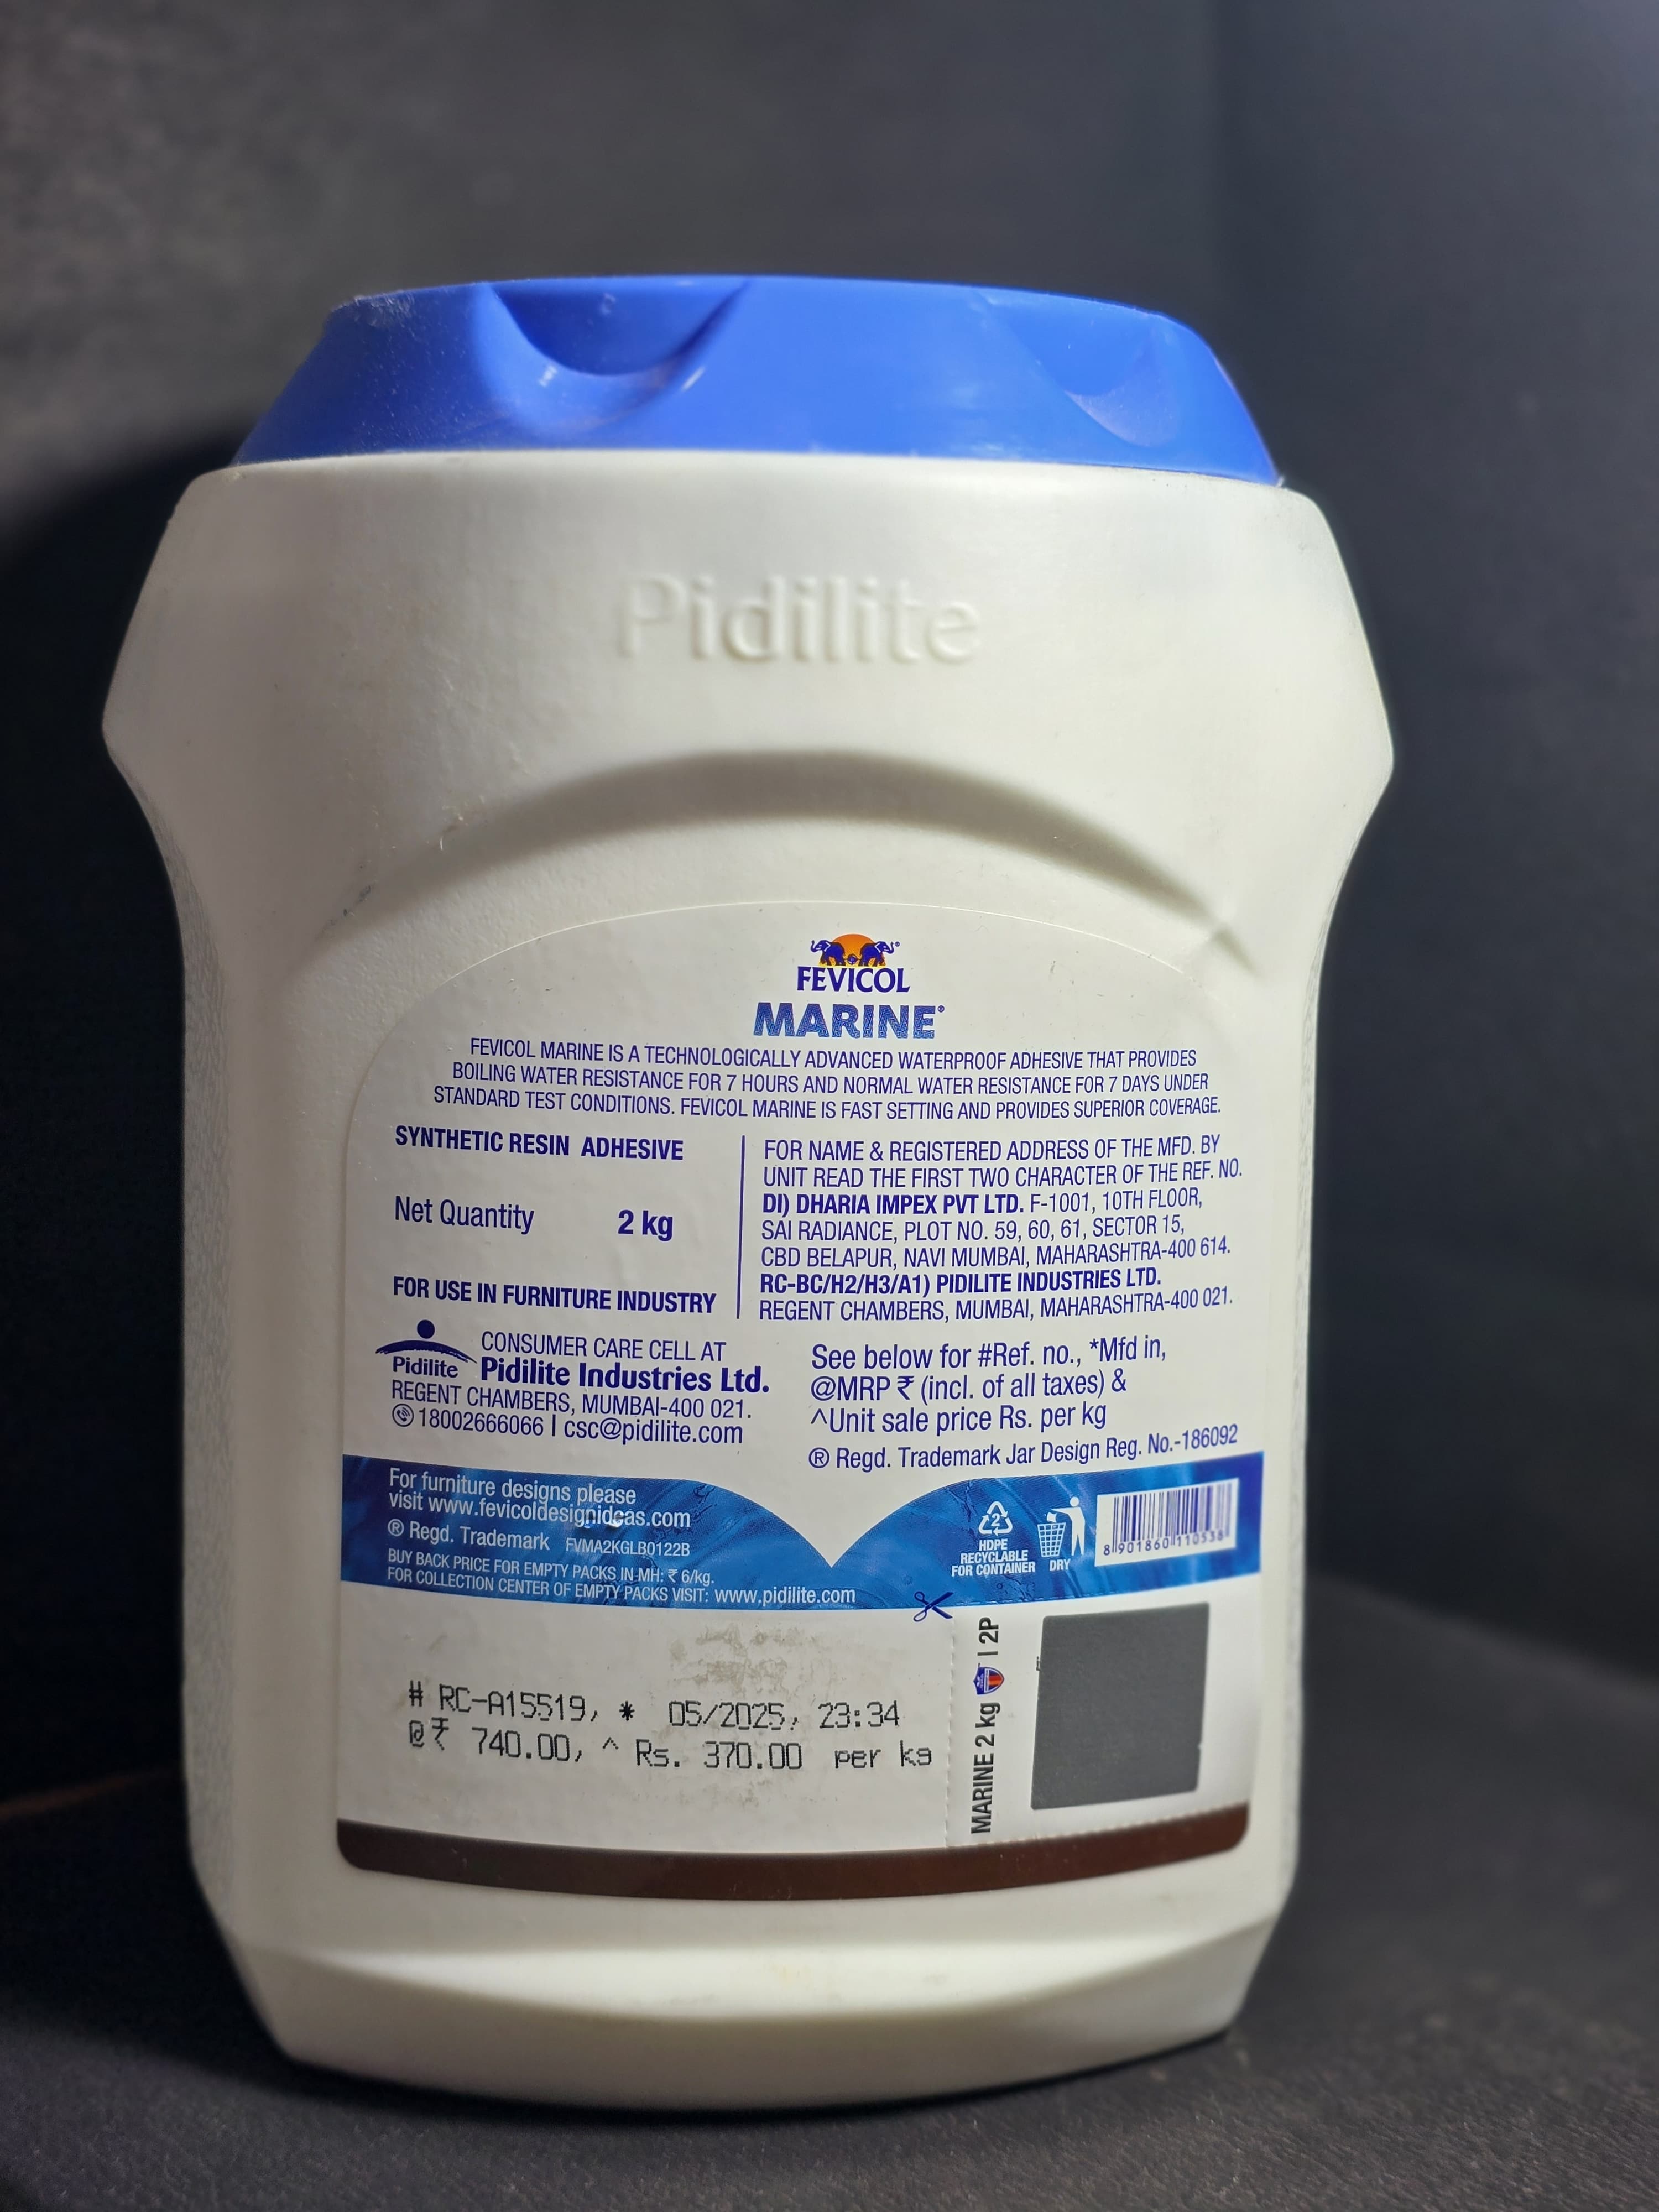 Pidilite
FEVICOL
MARINE®
FEVICOL MARINE IS A TECHNOLOGICALLY ADVANCED WATERPROOF ADHESIVE THAT PROVIDES
BOILING WATER RESISTANCE FOR 7 HOURS AND NORMAL WATER RESISTANCE FOR 7 DAYS UNDER
STANDARD TEST CONDITIONS. FEVICOL MARINE IS FAST SETTING AND PROVIDES SUPERIOR COVERAGE.
SYNTHETIC RESIN ADHESIVE
Net Quantity 2 kg
FOR USE IN FURNITURE INDUSTRY
FOR NAME & REGISTERED ADDRESS OF THE MFD. BY
UNIT READ THE FIRST TWO CHARACTER OF THE REF. NO.
DI) DHARIA IMPEX PVT LTD. F-1001, 10TH FLOOR,
SAI RADIANCE, PLOT NO. 59, 60, 61, SECTOR 15,
CBD BELAPUR, NAVI MUMBAI, MAHARASHTRA-400 614.
RC-BC/H2/H3/A1) PIDILITE INDUSTRIES LTD.
REGENT CHAMBERS, MUMBAI, MAHARASHTRA-400 021.
Pidilite
CONSUMER CARE CELL AT
Pidilite Industries Ltd.
REGENT CHAMBERS, MUMBAI-400 021.
18002666066 | csc@pidilite.com
See below for #Ref. no., *Mfd in,
@MRP ₹ (incl. of all taxes) &
^Unit sale price Rs. per kg
® Regd. Trademark Jar Design Reg. No.-186092
For furniture designs please
visit www.fevicoldesignideas.com
® Regd. Trademark FVMA2KGLB0122B
BUY BACK PRICE FOR EMPTY PACKS IN MH: ₹ 6/kg.
FOR COLLECTION CENTER OF EMPTY PACKS VISIT: www.pidilite.com
2
HDPE
RECYCLABLE
FOR CONTAINER
DRY
8 901860 110538
# RC-A15519, * 05/2025, 23:34
@₹ 740.00, ^ Rs. 370.00 per kg
MARINE 2 kg | 2P